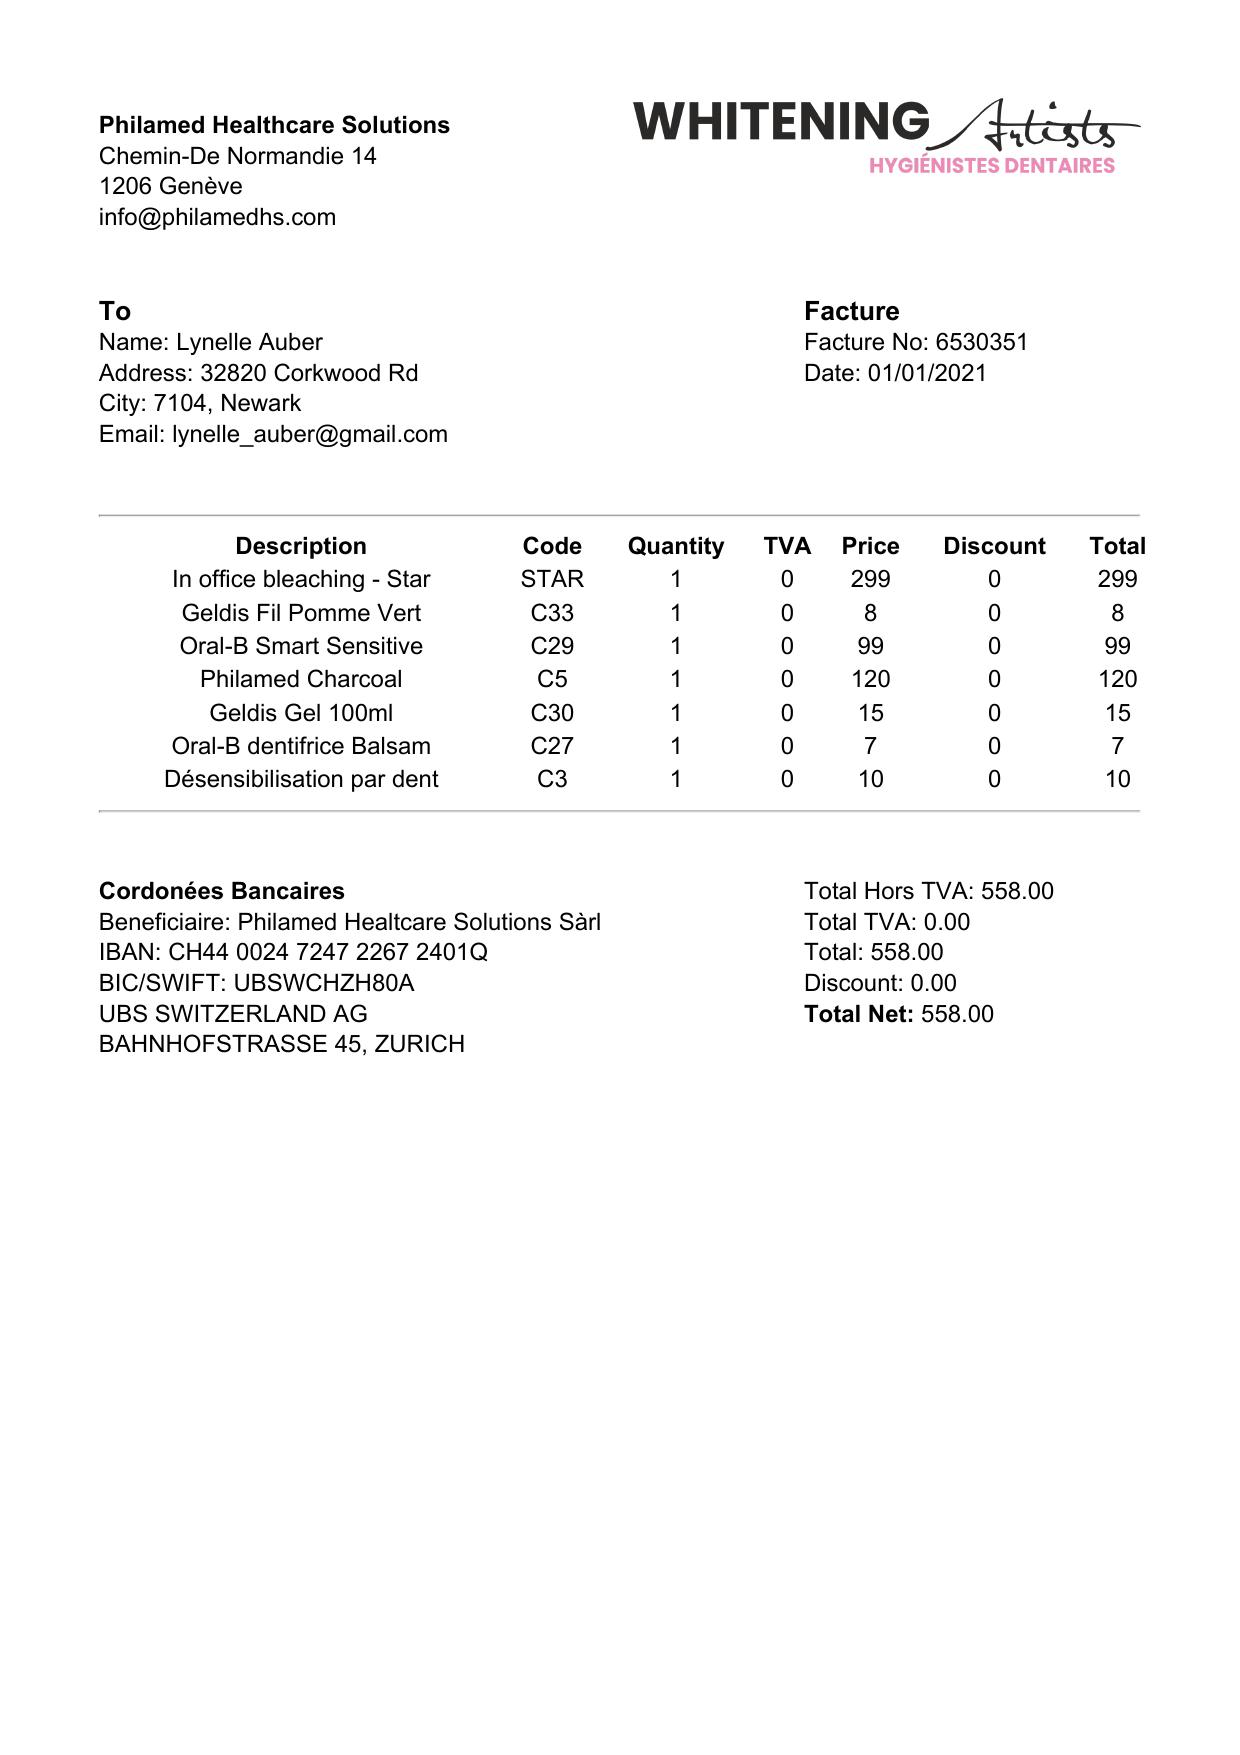 Philamed Healthcare Solutions
Chemin-De Normandie 14
1206 Genève
info@philamedhs.com
WHITENING Artists
HYGIÉNISTES DENTAIRES
To
Name: Lynelle Auber
Address: 32820 Corkwood Rd
City: 7104, Newark
Email: lynelle_auber@gmail.com
Facture
Facture No: 6530351
Date: 01/01/2021
Description Code Quantity TVA Price Discount Total
In office bleaching - Star STAR 1 0 299 0 299
Geldis Fil Pomme Vert C33 1 0 8 0 8
Oral-B Smart Sensitive C29 1 0 99 0 99
Philamed Charcoal C5 1 0 120 0 120
Geldis Gel 100ml C30 1 0 15 0 15
Oral-B dentifrice Balsam C27 1 0 7 0 7
Désensibilisation par dent C3 1 0 10 0 10
Cordonées Bancaires
Beneficiaire: Philamed Healtcare Solutions Sàrl
IBAN: CH44 0024 7247 2267 2401Q
BIC/SWIFT: UBSWCHZH80A
UBS SWITZERLAND AG
BAHNHOFSTRASSE 45, ZURICH
Total Hors TVA: 558.00
Total TVA: 0.00
Total: 558.00
Discount: 0.00
Total Net: 558.00